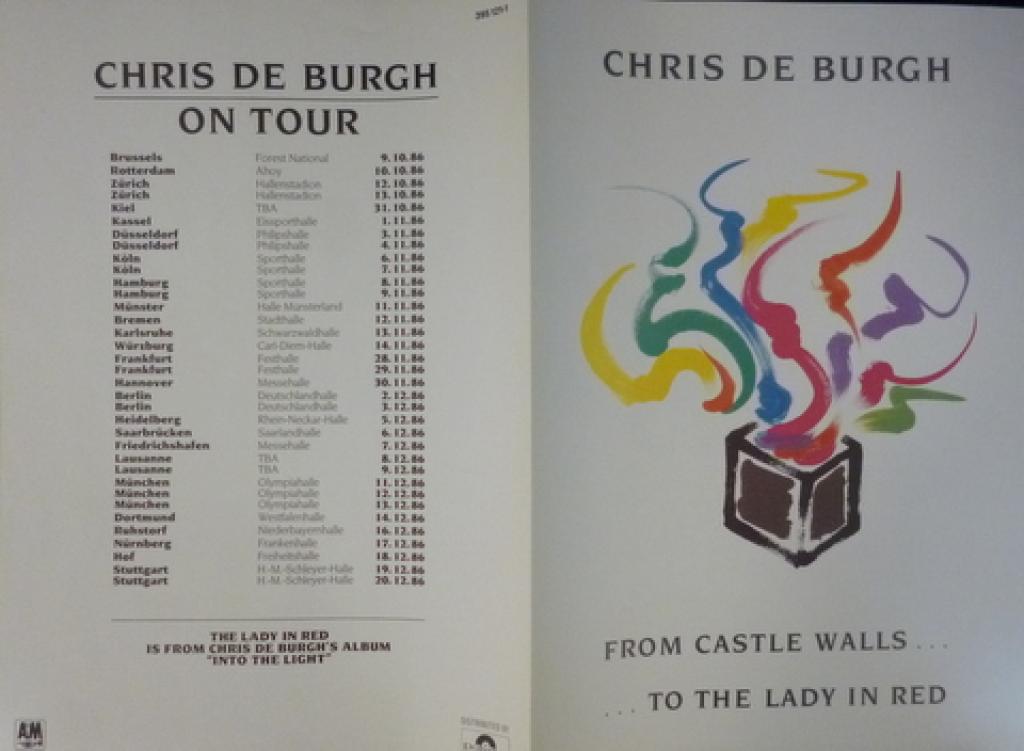 CHRIS DE BURGH
ON TOUR
Brussels Forest National 9.10.86
Rotterdam Ahoy 10.10.86
Zürich Hallenstadion 12.10.86
Zürich Hallenstadion 13.10.86
Kiel TBA 31.10.86
Kassel Eissporthalle 1.11.86
Düsseldorf Philipshalle 3.11.86
Düsseldorf Philipshalle 4.11.86
Köln Sporthalle 6.11.86
Köln Sporthalle 7.11.86
Hamburg Sporthalle 8.11.86
Hamburg Sporthalle 9.11.86
Münster Halle Münsterland 11.11.86
Bremen Stadthalle 12.11.86
Karlsruhe Schwarzwaldhalle 13.11.86
Würzburg Carl-Diem-Halle 14.11.86
Frankfurt Festhalle 28.11.86
Frankfurt Festhalle 29.11.86
Hannover Messehalle 30.11.86
Berlin Deutschlandhalle 2.12.86
Berlin Deutschlandhalle 3.12.86
Heidelberg Rhein-Neckar-Halle 5.12.86
Saarbrücken Saarlandhalle 6.12.86
Friedrichshafen Messehalle 7.12.86
Lausanne TBA 8.12.86
Lausanne TBA 9.12.86
München Olympiahalle 11.12.86
München Olympiahalle 12.12.86
München Olympiahalle 13.12.86
Dortmund Westfalenhalle 14.12.86
Ruhstorf Niederbayernhalle 16.12.86
Nürnberg Frankenhalle 17.12.86
Hof Freiheitshalle 18.12.86
Stuttgart H.-M.-Schleyer-Halle 19.12.86
Stuttgart H.-M.-Schleyer-Halle 20.12.86
THE LADY IN RED
IS FROM CHRIS DE BURGH'S ALBUM
"INTO THE LIGHT"
A&M
DISTRIBUTED BY
CHRIS DE BURGH
FROM CASTLE WALLS ...
... TO THE LADY IN RED